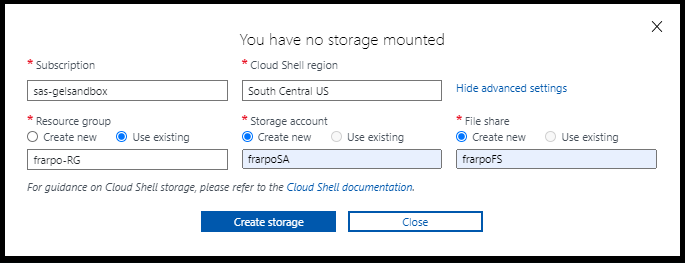 You have no storage mounted
* Subscription * Cloud Shell region
sas-gelsandbox South Central US Hide advanced settings
* Resource group * Storage account * File share
Create new Use existing Create new Use existing Create new Use existing
frarpo-RG frarpoSA frarpoFS
For guidance on Cloud Shell storage, please refer to the Cloud Shell documentation.
Create storage Close